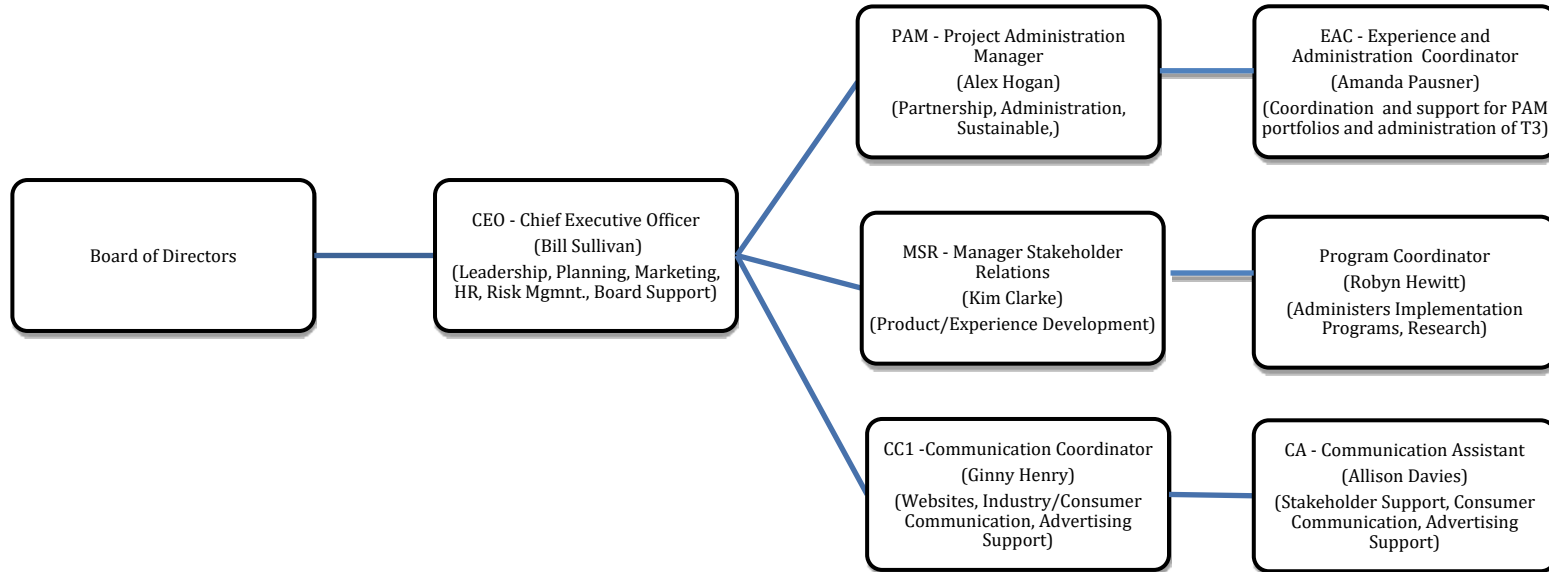 Board of Directors
CEO - Chief Executive Officer
(Bill Sullivan)
(Leadership, Planning, Marketing,
HR, Risk Mgmnt., Board Support)
PAM - Project Administration
Manager
(Alex Hogan)
(Partnership, Administration,
Sustainable,)
EAC - Experience and
Administration  Coordinator
(Amanda Pausner)
(Coordination  and support for PAM
portfolios and administration of T3)
MSR - Manager Stakeholder
Relations
(Kim Clarke)
(Product/Experience Development)
Program Coordinator
(Robyn Hewitt)
(Administers Implementation
Programs, Research)
CC1 -Communication Coordinator
(Ginny Henry)
(Websites, Industry/Consumer
Communication, Advertising
Support)
CA - Communication Assistant
(Allison Davies)
(Stakeholder Support, Consumer
Communication, Advertising
Support)